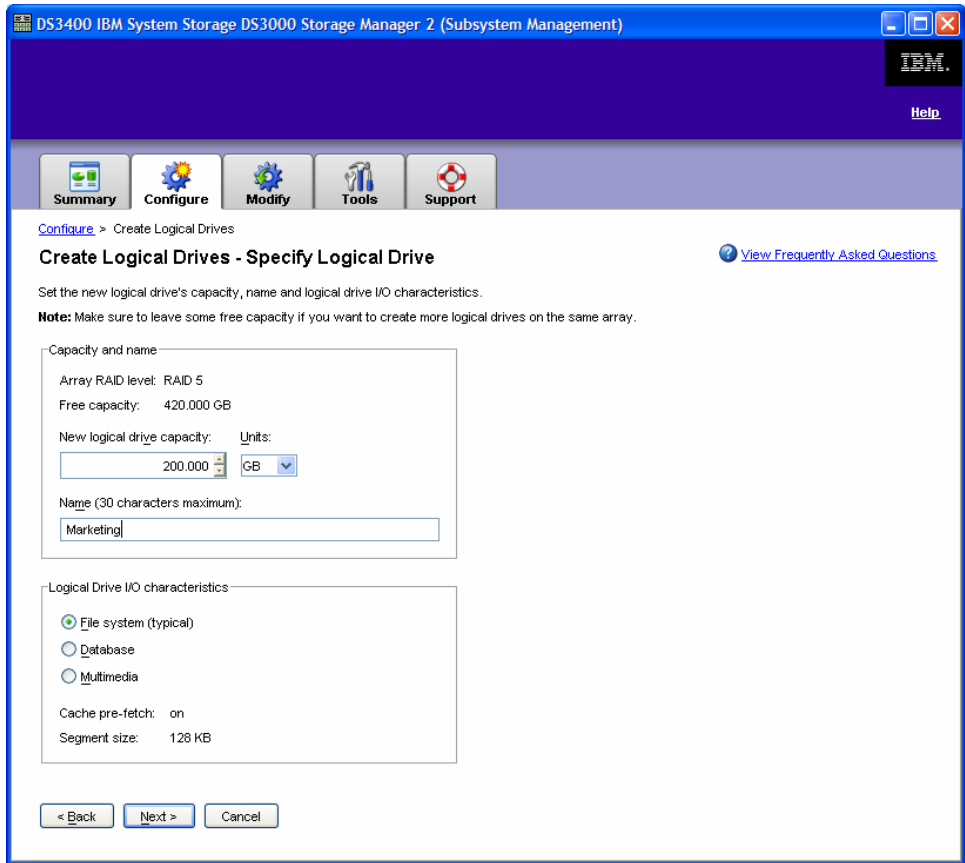 DS3400 IBM System Storage DS3000 Storage Manager 2 (Subsystem Management)
IBM.
Help
Summary
Configure
Modify
Tools
Support
Configure > Create Logical Drives
Create Logical Drives - Specify Logical Drive
? View Frequently Asked Questions
Set the new logical drive's capacity, name and logical drive I/O characteristics.
Note: Make sure to leave some free capacity if you want to create more logical drives on the same array.
Capacity and name
Array RAID level: RAID 5
Free capacity: 420.000 GB
New logical drive capacity: Units:
200.000 GB
Name (30 characters maximum):
Marketing
Logical Drive I/O characteristics
File system (typical)
Database
Multimedia
Cache pre-fetch: on
Segment size: 128 KB
< Back Next > Cancel